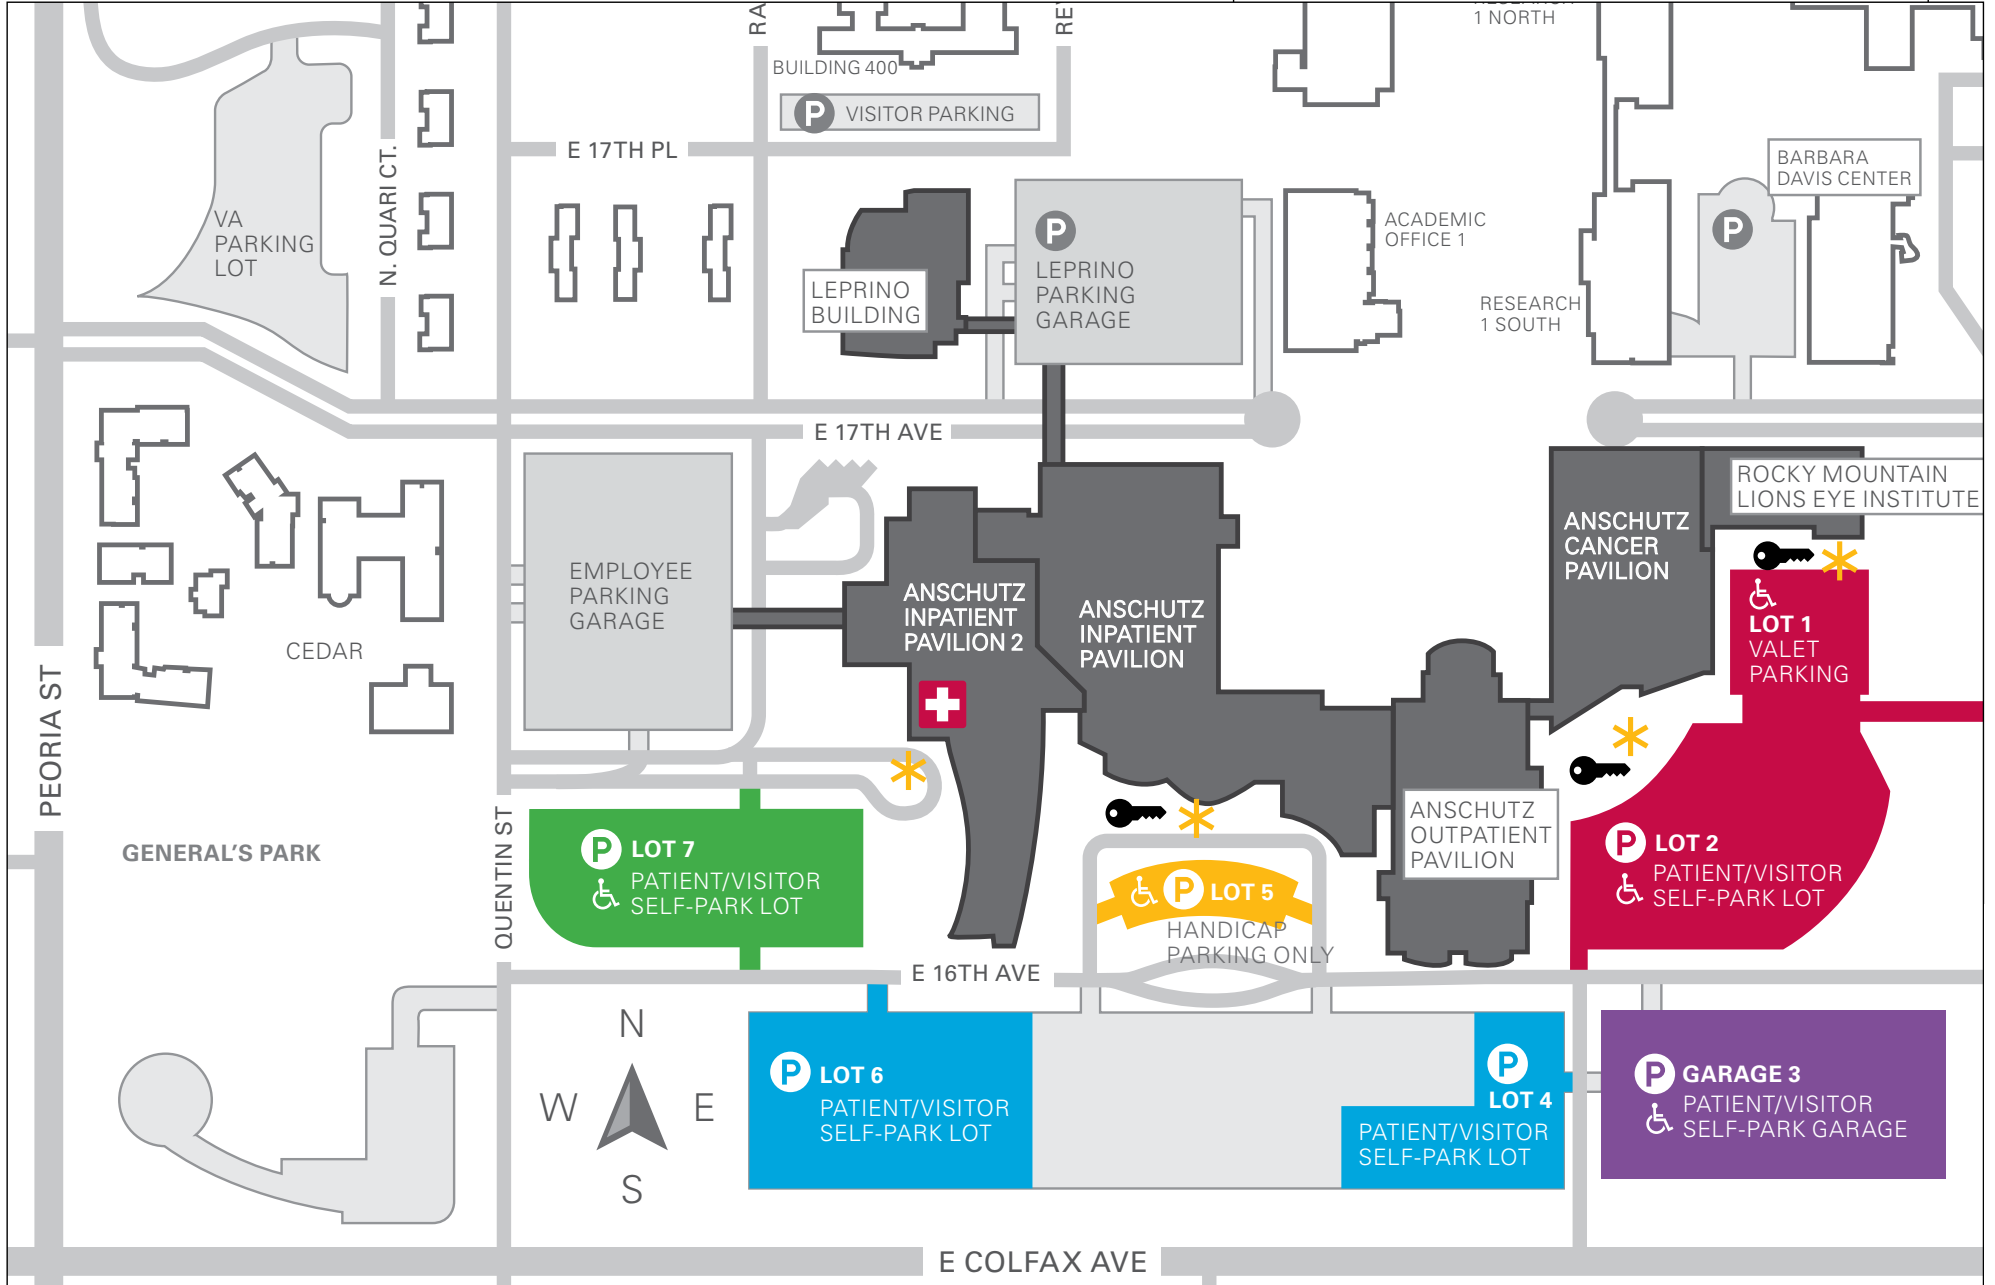 RESEARCH
1 NORTH
BUILDING 400
P VISITOR PARKING
E 17TH PL
N. QUARI CT.
BARBARA
DAVIS CENTER
VA
PARKING
LOT
P
LEPRINO
PARKING
GARAGE
LEPRINO
BUILDING
ACADEMIC
OFFICE 1
P
RESEARCH
1 SOUTH
E 17TH AVE
ROCKY MOUNTAIN
LIONS EYE INSTITUTE
ANSCHUTZ
CANCER
PAVILION
EMPLOYEE
PARKING
GARAGE
ANSCHUTZ
INPATIENT
PAVILION 2
ANSCHUTZ
INPATIENT
PAVILION
LOT 1
VALET
PARKING
CEDAR
PEORIA ST
GENERAL'S PARK
QUENTIN ST
P LOT 7
PATIENT/VISITOR
SELF-PARK LOT
P LOT 5
HANDICAP
PARKING ONLY
ANSCHUTZ
OUTPATIENT
PAVILION
P LOT 2
PATIENT/VISITOR
SELF-PARK LOT
E 16TH AVE
N
W E
S
P LOT 6
PATIENT/VISITOR
SELF-PARK LOT
P
LOT 4
PATIENT/VISITOR
SELF-PARK LOT
P GARAGE 3
PATIENT/VISITOR
SELF-PARK GARAGE
E COLFAX AVE